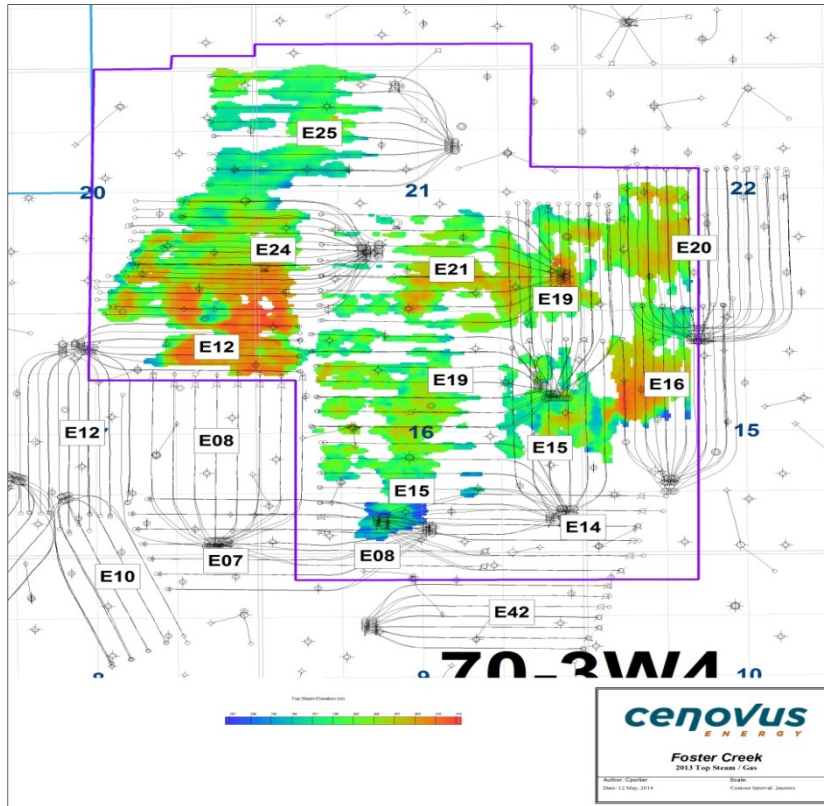 E25
20
21
22
E24
E20
E21
E19
E12
E19
E16
E12
16
15
E08
E15
E15
E14
E08
E07
E10
E42
70-3W4
8
9
10
Top Steam Elevation (m)
cenovus
ENERGY
Foster Creek
2013 Top Steam / Gas
Author: Cporter
Scale:
Date: 12 May, 2014
Contour Interval: 2meters